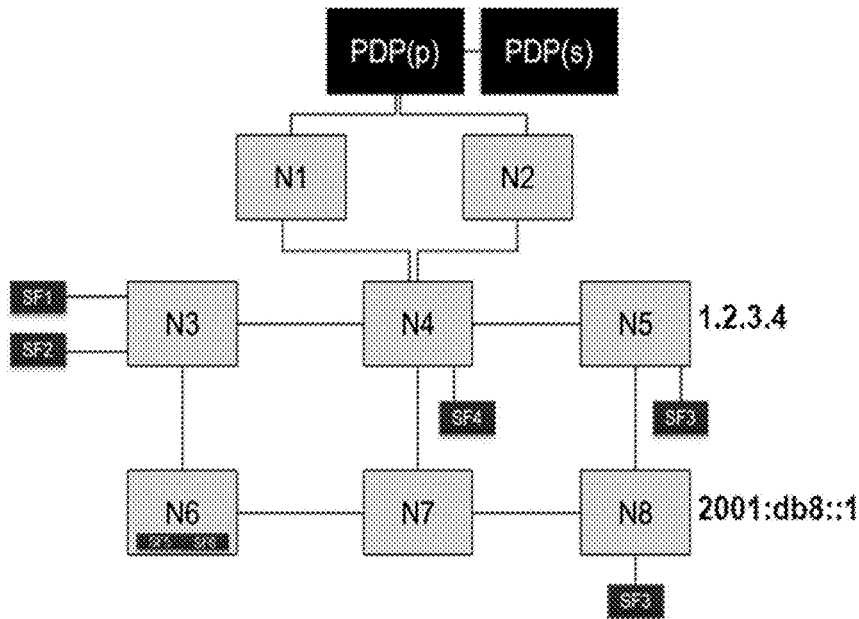 PDP(p) PDP(s)
N1 N2
SF1
N3 N4 N5 1.2.3.4
SF2
SF4 SF3
N6 N7 N8 2001:db8::1
SF3